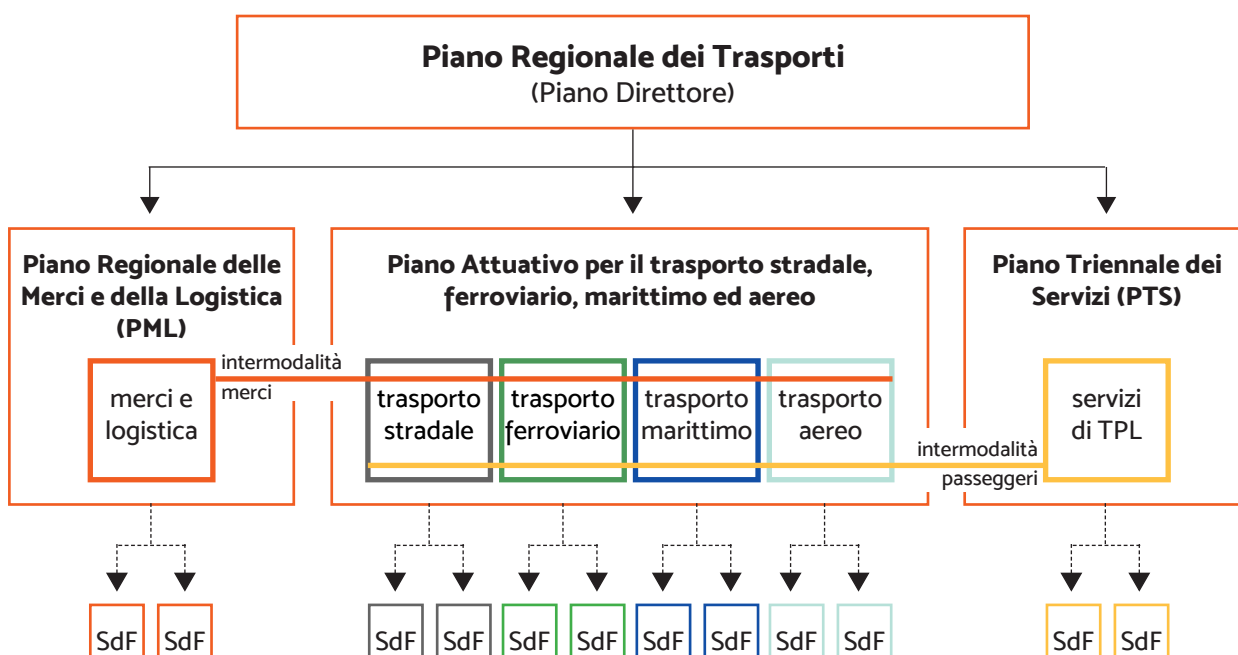 Piano Regionale dei Trasporti
(Piano Direttore)
Piano Regionale delle
Merci e della Logistica
(PML)
Piano Attuativo per il trasporto stradale,
ferroviario, marittimo ed aereo
Piano Triennale dei
Servizi (PTS)
intermodalità
merci
merci e
logistica
trasporto
stradale
trasporto
ferroviario
trasporto
marittimo
trasporto
aereo
intermodalità
passeggeri
servizi
di TPL
SdF SdF SdF SdF SdF SdF SdF SdF SdF SdF SdF SdF